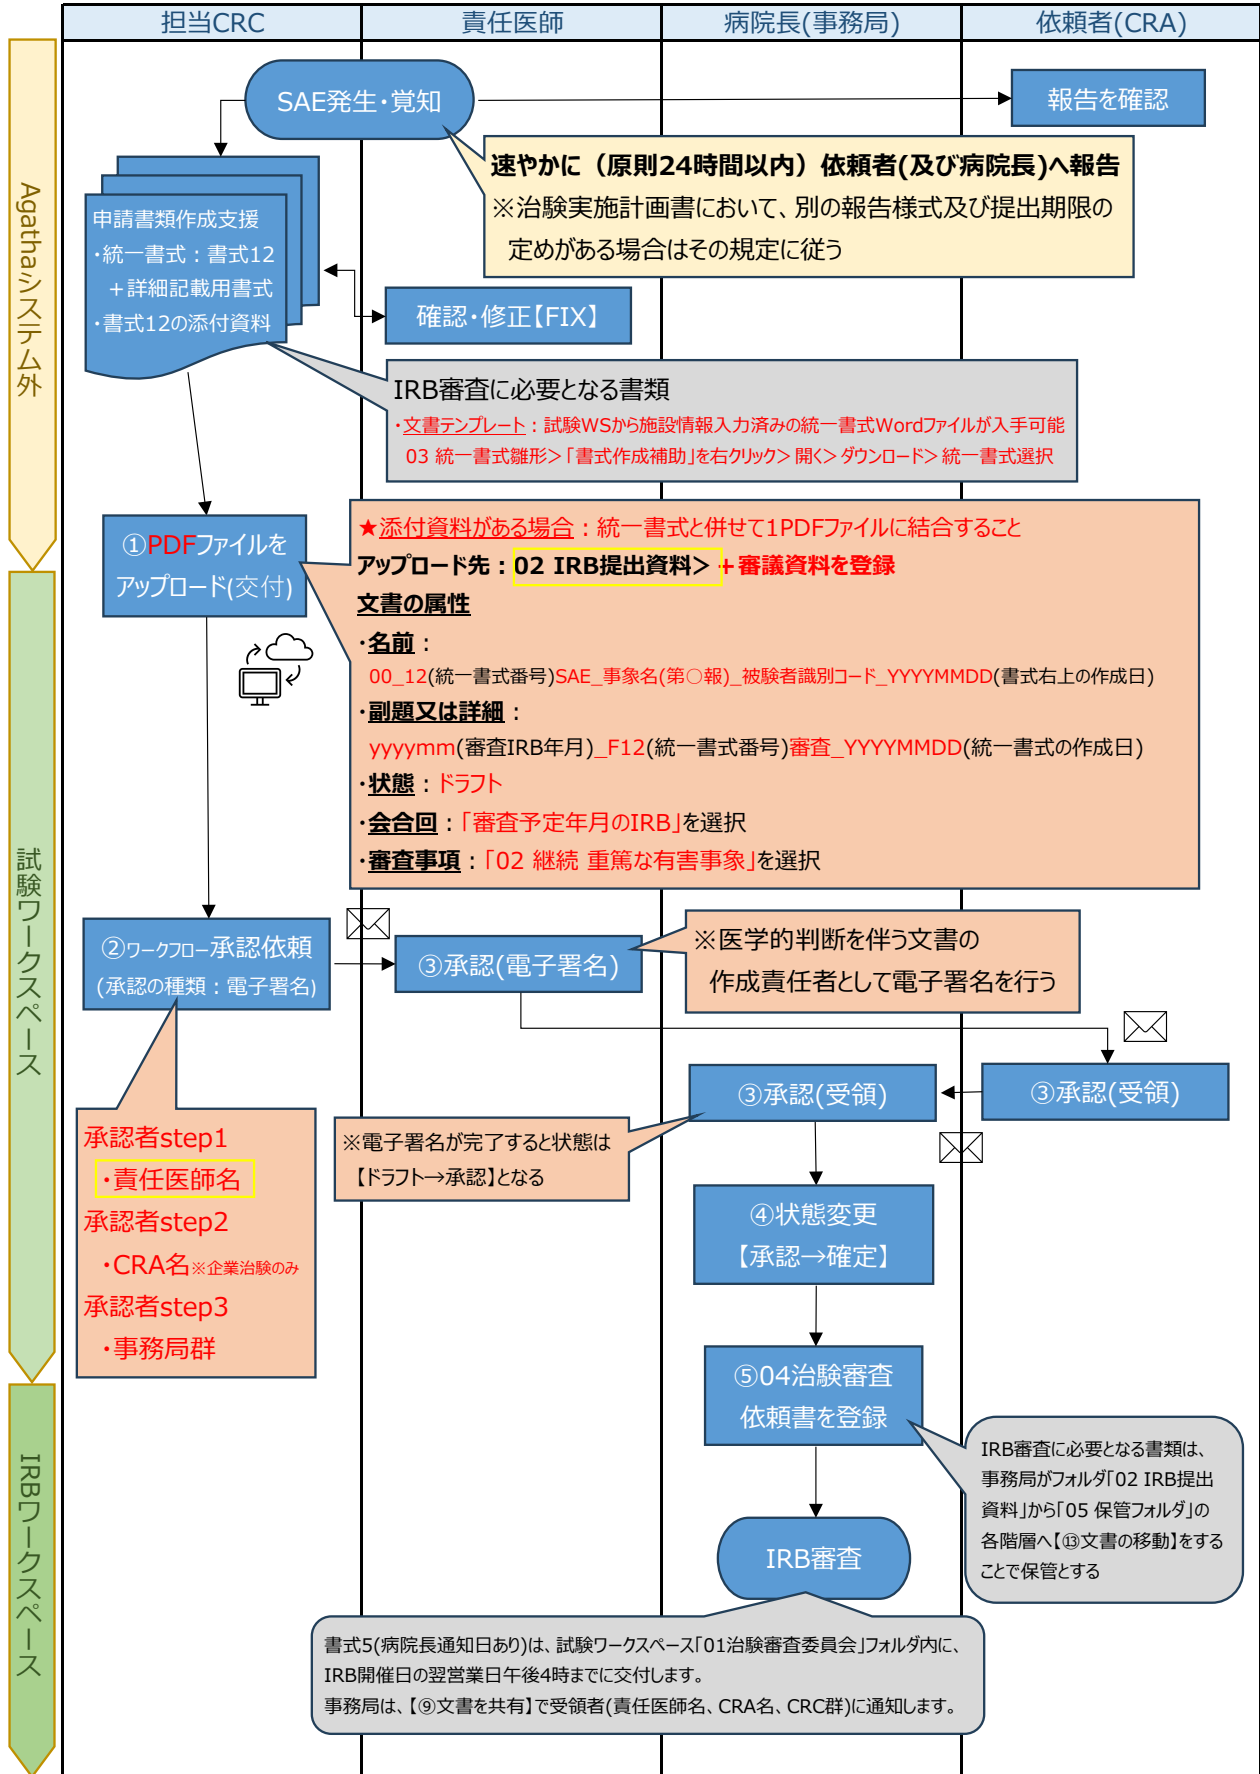 担当CRC
責任医師
病院長(事務局)
依頼者(CRA)
Agathaシステム外
試験ワークスペース
IRBワークスペース
SAE発生・覚知
報告を確認
速やかに（原則24時間以内）依頼者(及び病院長)へ報告
※治験実施計画書において、別の報告様式及び提出期限の
定めがある場合はその規定に従う
申請書類作成支援
・統一書式：書式12
＋詳細記載用書式
・書式12の添付資料
確認・修正【FIX】
IRB審査に必要となる書類
・文書テンプレート：試験WSから施設情報入力済みの統一書式Wordファイルが入手可能
03 統一書式雛形＞「書式作成補助」を右クリック＞開く＞ダウンロード＞統一書式選択
①PDFファイルを
アップロード(交付)
★添付資料がある場合：統一書式と併せて1PDFファイルに結合すること
アップロード先：02 IRB提出資料＞＋審議資料を登録
文書の属性
・名前：
00_12(統一書式番号)SAE_事象名(第○報)_被験者識別コード_YYYYMMDD(書式右上の作成日)
・副題又は詳細：
yyyymm(審査IRB年月)_F12(統一書式番号)審査_YYYYMMDD(統一書式の作成日)
・状態：ドラフト
・会合回：「審査予定年月のIRB」を選択
・審査事項：「02 継続 重篤な有害事象」を選択
②ワークフロー承認依頼
(承認の種類：電子署名)
③承認(電子署名)
※医学的判断を伴う文書の
作成責任者として電子署名を行う
③承認(受領)
③承認(受領)
※電子署名が完了すると状態は
【ドラフト→承認】となる
承認者step1
・責任医師名
承認者step2
・CRA名※企業治験のみ
承認者step3
・事務局群
④状態変更
【承認→確定】
⑤04治験審査
依頼書を登録
IRB審査に必要となる書類は、
事務局がフォルダ「02 IRB提出
資料」から「05 保管フォルダ」の
各階層へ【⑬文書の移動】をする
ことで保管とする
IRB審査
書式5(病院長通知日あり)は、試験ワークスペース「01治験審査委員会」フォルダ内に、
IRB開催日の翌営業日午後4時までに交付します。
事務局は、【⑨文書を共有】で受領者(責任医師名、CRA名、CRC群)に通知します。